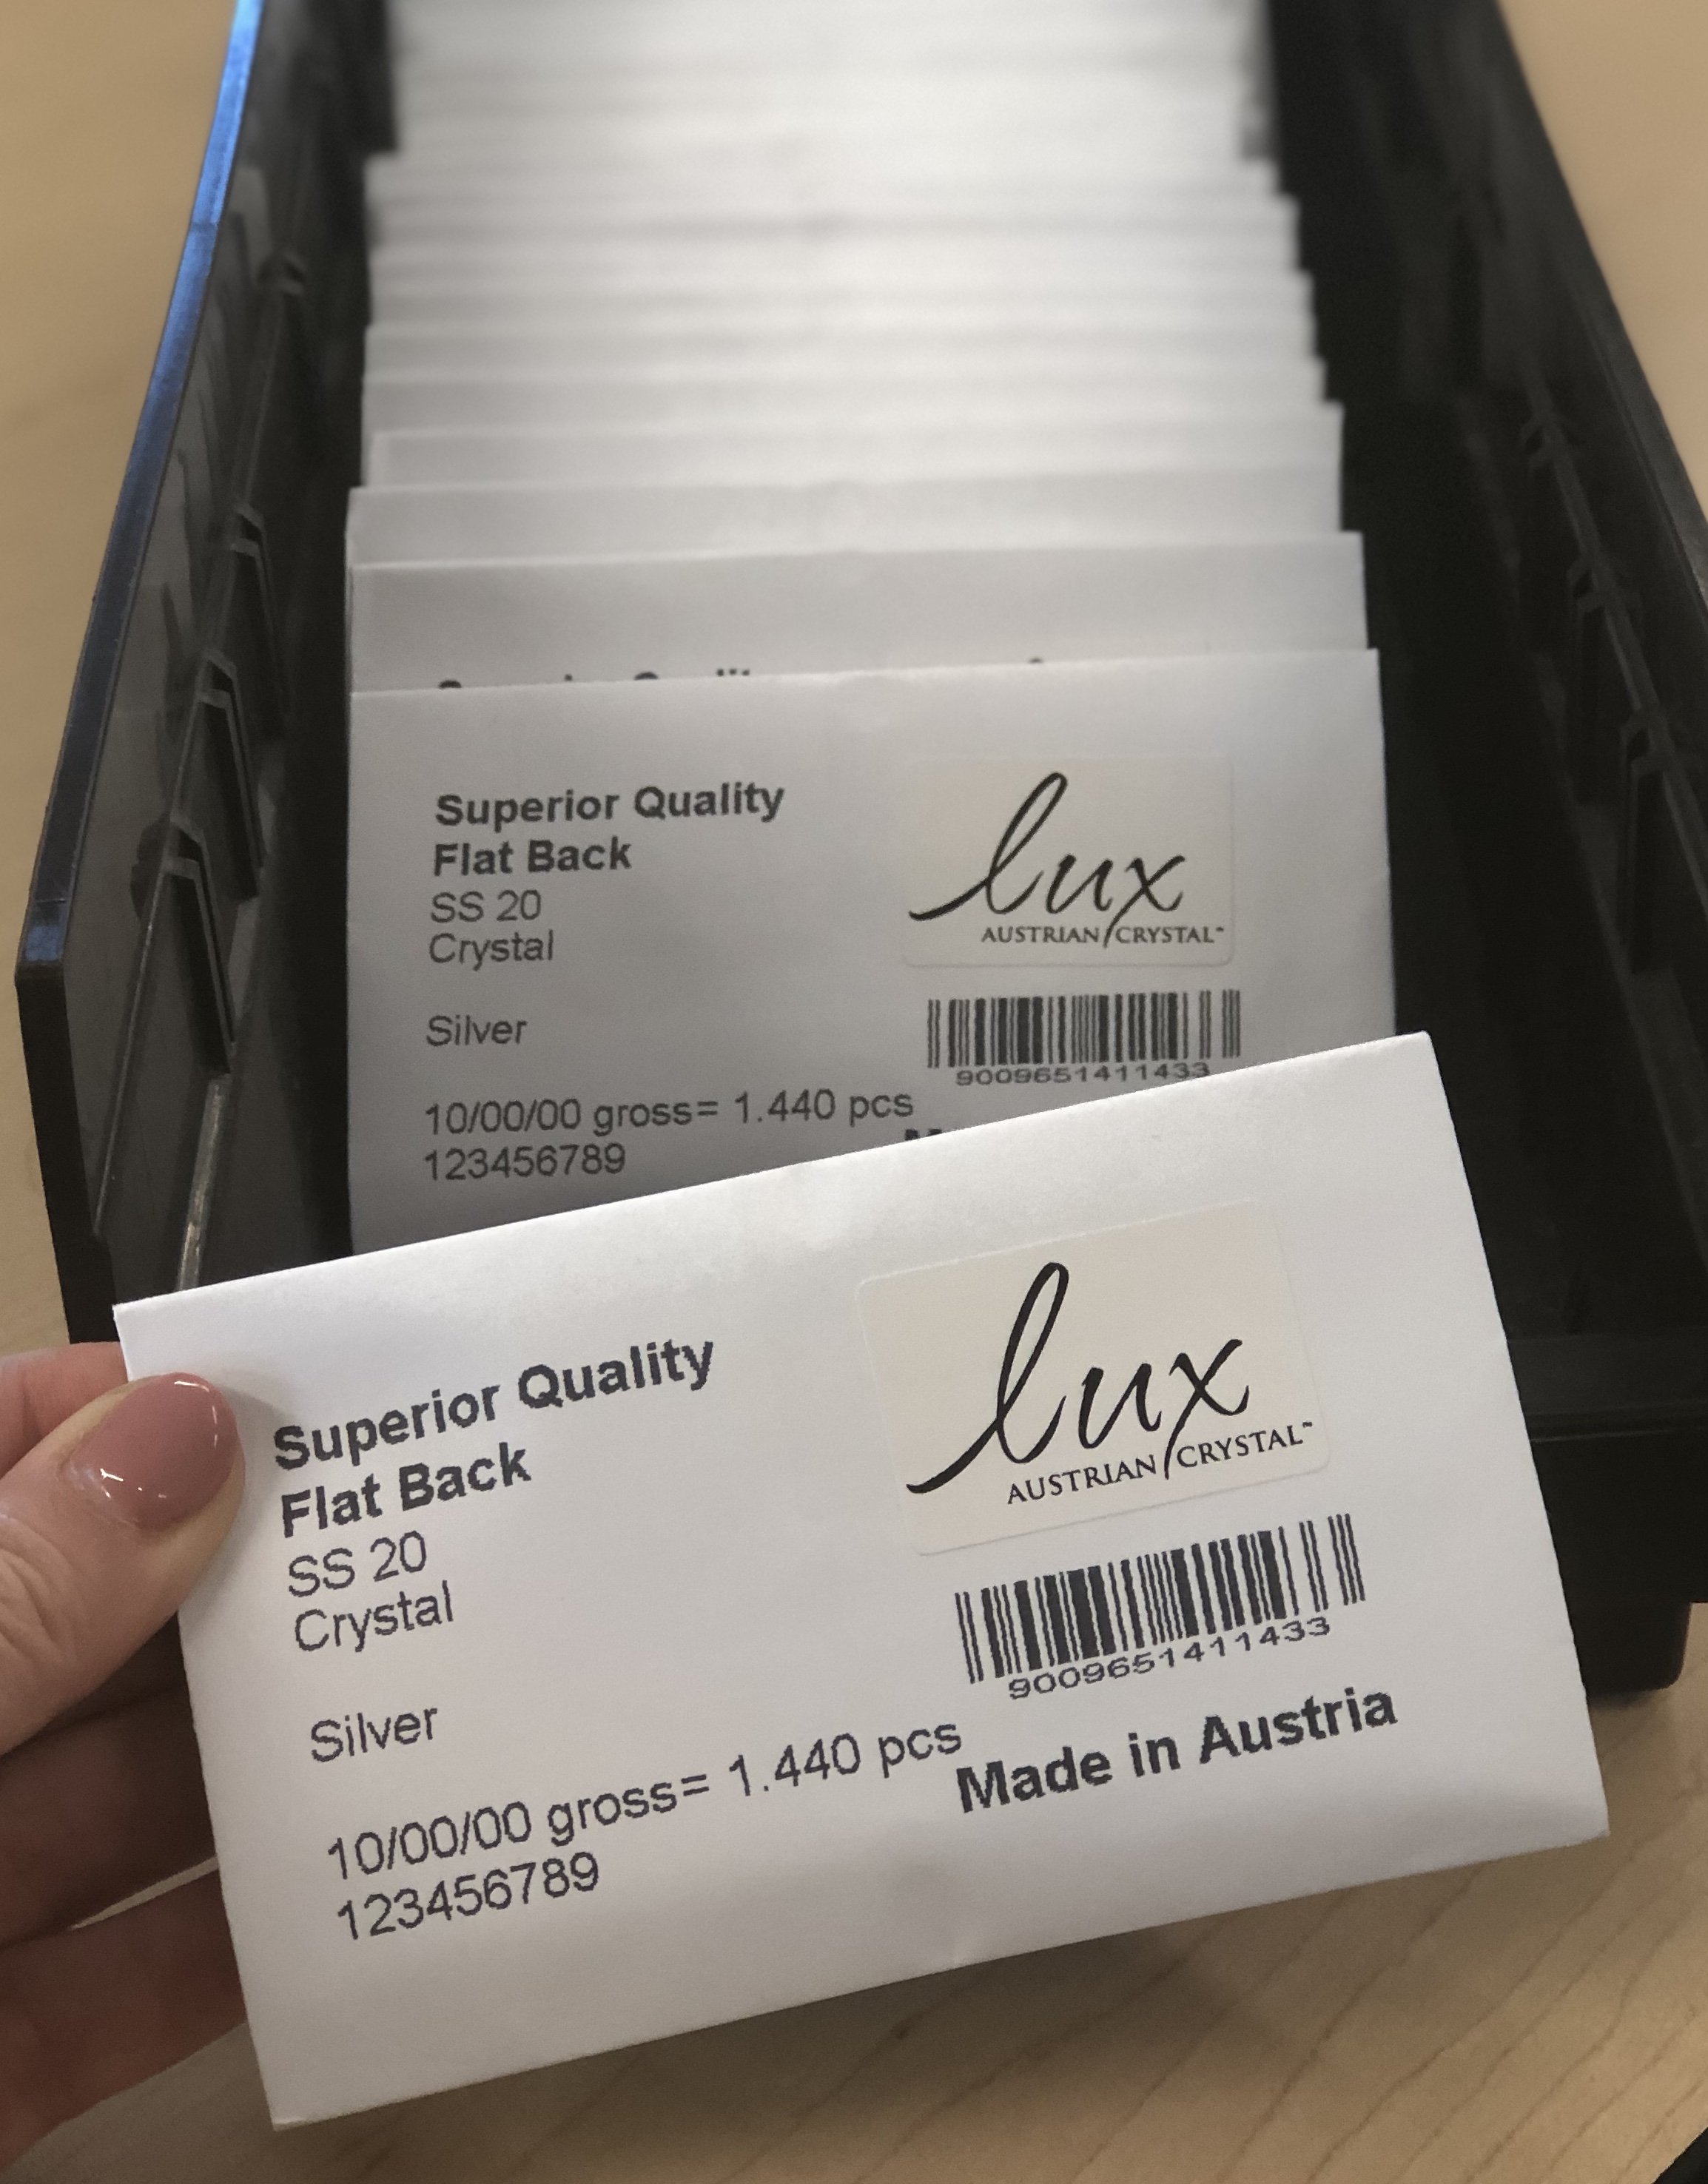 Superior Quality
Flat Back
SS 20
Crystal
Silver
10/00/00 gross= 1.440 pcs
123456789
lux
AUSTRIAN CRYSTAL™
9009651411433
Superior Quality
Flat Back
SS 20
Crystal
Silver
10/00/00 gross= 1.440 pcs
123456789
lux
AUSTRIAN CRYSTAL™
9009651411433
Made in Austria